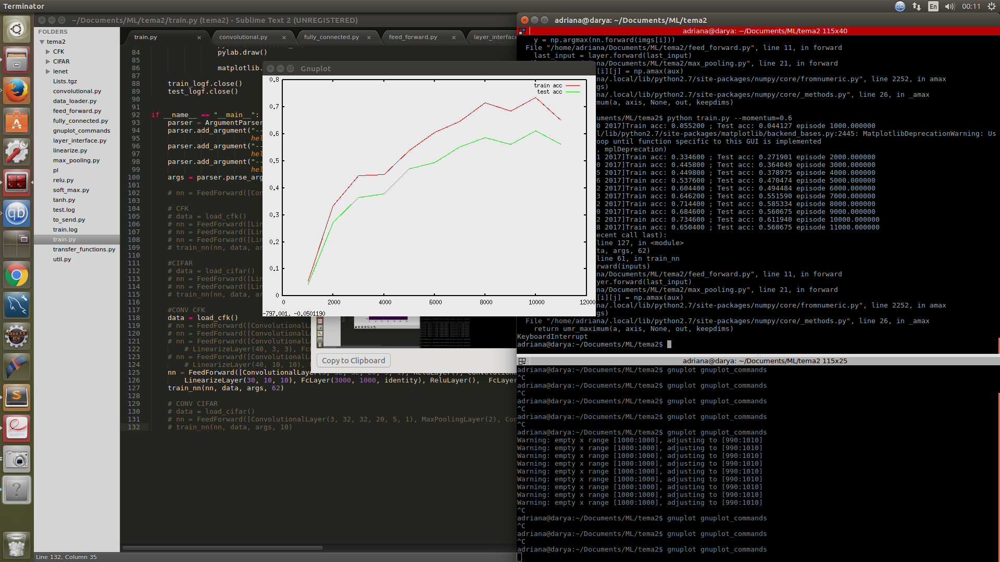 Terminator
En
00:11
~/Documents/ML/tema2/train.py (tema2) - Sublime Text 2 (UNREGISTERED)
FOLDERS
tema2
CFK
CIFAR
lenet
Lists.tgz
convolutional.py
data_loader.py
feed_forward.py
fully_connected.py
gnuplot_commands
layer_interface.py
linearize.py
max_pooling.py
pl
relu.py
soft_max.py
tanh.py
test.log
to_send.py
train.log
train.py
transfer_functions.py
util.py
train.py
convolutional.py
fully_connected.py
feed_forward.py
layer_interface
84 pylab.draw()
85
86 matplotlib.
87
88 train_logf.close()
89 test_logf.close()
90
91
92 if __name__ == "__main__":
93 parser = ArgumentParser
94 parser.add_argument("--
95 hel
96 parser.add_argument("--
97 hel
98 parser.add_argument("--
99 hel
100 args = parser.parse_arg
101
102 # nn = FeedForward([Con
103
104 # CFK
105 # data = load_cfk()
106 # nn = FeedForward([Lin
107 # nn = FeedForward([Lin
108 # nn = FeedForward([Lin
109 # train_nn(nn, data, ar
110
111 #CIFAR
112 # data = load_cifar()
113 # nn = FeedForward([Lin
114 # nn = FeedForward([Lin
115 # train_nn(nn, data, ar
116
117 #CONV CFK
118 data = load_cfk()
119 # nn = FeedForward([ConvolutionalLa
120 # nn = FeedForward([ConvolutionalLa
121 # nn = FeedForward([ConvolutionalLa
122 # LinearizeLayer(40, 3, 3), Fc
123 # nn = FeedForward([ConvolutionalLa
124 # LinearizeLayer(40, 10, 10),
125 nn = FeedForward([ConvolutionalLayer(3, 32, 32, 20, 5, 1), ReluLayer(), Convolutiona
126 LinearizeLayer(30, 10, 10), FcLayer(3000, 1000, identity), ReluLayer(), FcLayer
127 train_nn(nn, data, args, 62)
128
129 # CONV CIFAR
130 # data = load_cifar()
131 # nn = FeedForward([ConvolutionalLayer(3, 32, 32, 20, 5, 1), MaxPoolingLayer(2), Con
132 # train_nn(nn, data, args, 10)
Line 132, Column 35
Gnuplot
train acc
test acc
0.8
0.7
0.6
0.5
0.4
0.3
0.2
0.1
0
0 2000 4000 6000 8000 10000 12000
-797.001, -0.0501190
Copy to Clipboard
adriana@darya: ~/Documents/ML/tema2
adriana@darya: ~/Documents/ML/tema2 115x40
y = np.argmax(nn.forward(imgs[i]))
File "/home/adriana/Documents/ML/tema2/feed_forward.py", line 11, in forward
last_input = layer.forward(last_input)
na/Documents/ML/tema2/max_pooling.py", line 21, in forward
[i][j] = np.amax(aux)
na/.local/lib/python2.7/site-packages/numpy/core/fromnumeric.py", line 2252, in amax
gs)
na/.local/lib/python2.7/site-packages/numpy/core/_methods.py", line 26, in _amax
mum(a, axis, None, out, keepdims)
uments/ML/tema2$ python train.py --momentum=0.6
0 2017]Train acc: 0.055200 ; Test acc: 0.044127 episode 1000.000000
l/lib/python2.7/site-packages/matplotlib/backend_bases.py:2445: MatplotlibDeprecationWarning: Us
oop until function specific to this GUI is implemented
, mplDeprecation)
1 2017]Train acc: 0.334600 ; Test acc: 0.271901 episode 2000.000000
0 2017]Train acc: 0.445800 ; Test acc: 0.364049 episode 3000.000000
5 2017]Train acc: 0.449800 ; Test acc: 0.378975 episode 4000.000000
6 2017]Train acc: 0.537600 ; Test acc: 0.470474 episode 5000.000000
2 2017]Train acc: 0.604400 ; Test acc: 0.494484 episode 6000.000000
3 2017]Train acc: 0.646200 ; Test acc: 0.551590 episode 7000.000000
2 2017]Train acc: 0.714400 ; Test acc: 0.585334 episode 8000.000000
0 2017]Train acc: 0.684600 ; Test acc: 0.560675 episode 9000.000000
2 2017]Train acc: 0.734600 ; Test acc: 0.611940 episode 10000.000000
8 2017]Train acc: 0.650400 ; Test acc: 0.560675 episode 11000.000000
ecent call last):
line 127, in <module>
ta, args, 62)
line 61, in train_nn
rward(inputs)
na/Documents/ML/tema2/feed_forward.py", line 11, in forward
yer.forward(last_input)
na/Documents/ML/tema2/max_pooling.py", line 21, in forward
[i][j] = np.amax(aux)
na/.local/lib/python2.7/site-packages/numpy/core/fromnumeric.py", line 2252, in amax
gs)
File "/home/adriana/.local/lib/python2.7/site-packages/numpy/core/_methods.py", line 26, in _amax
return umr_maximum(a, axis, None, out, keepdims)
KeyboardInterrupt
adriana@darya:~/Documents/ML/tema2$
adriana@darya: ~/Documents/ML/tema2 115x25
adriana@darya:~/Documents/ML/tema2$ gnuplot gnuplot_commands
^C
adriana@darya:~/Documents/ML/tema2$ gnuplot gnuplot_commands
^C
adriana@darya:~/Documents/ML/tema2$ gnuplot gnuplot_commands
^C
adriana@darya:~/Documents/ML/tema2$ gnuplot gnuplot_commands
^C
adriana@darya:~/Documents/ML/tema2$ gnuplot gnuplot_commands
Warning: empty x range [1000:1000], adjusting to [990:1010]
Warning: empty x range [1000:1000], adjusting to [990:1010]
Warning: empty x range [1000:1000], adjusting to [990:1010]
Warning: empty x range [1000:1000], adjusting to [990:1010]
Warning: empty x range [1000:1000], adjusting to [990:1010]
Warning: empty x range [1000:1000], adjusting to [990:1010]
Warning: empty x range [1000:1000], adjusting to [990:1010]
Warning: empty x range [1000:1000], adjusting to [990:1010]
Warning: empty x range [1000:1000], adjusting to [990:1010]
^C
adriana@darya:~/Documents/ML/tema2$ gnuplot gnuplot_commands
^C
adriana@darya:~/Documents/ML/tema2$ gnuplot gnuplot_commands
^C
adriana@darya:~/Documents/ML/tema2$ gnuplot gnuplot_commands
qb
Java EE
IDE